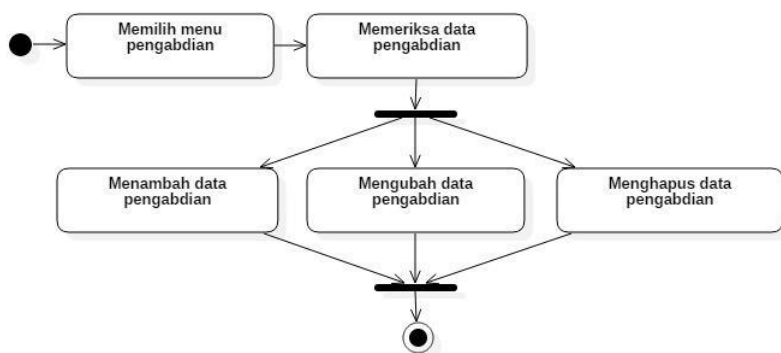 Memilih menu
pengabdian
Memeriksa data
pengabdian
Menambah data
pengabdian
Mengubah data
pengabdian
Menghapus data
pengabdian